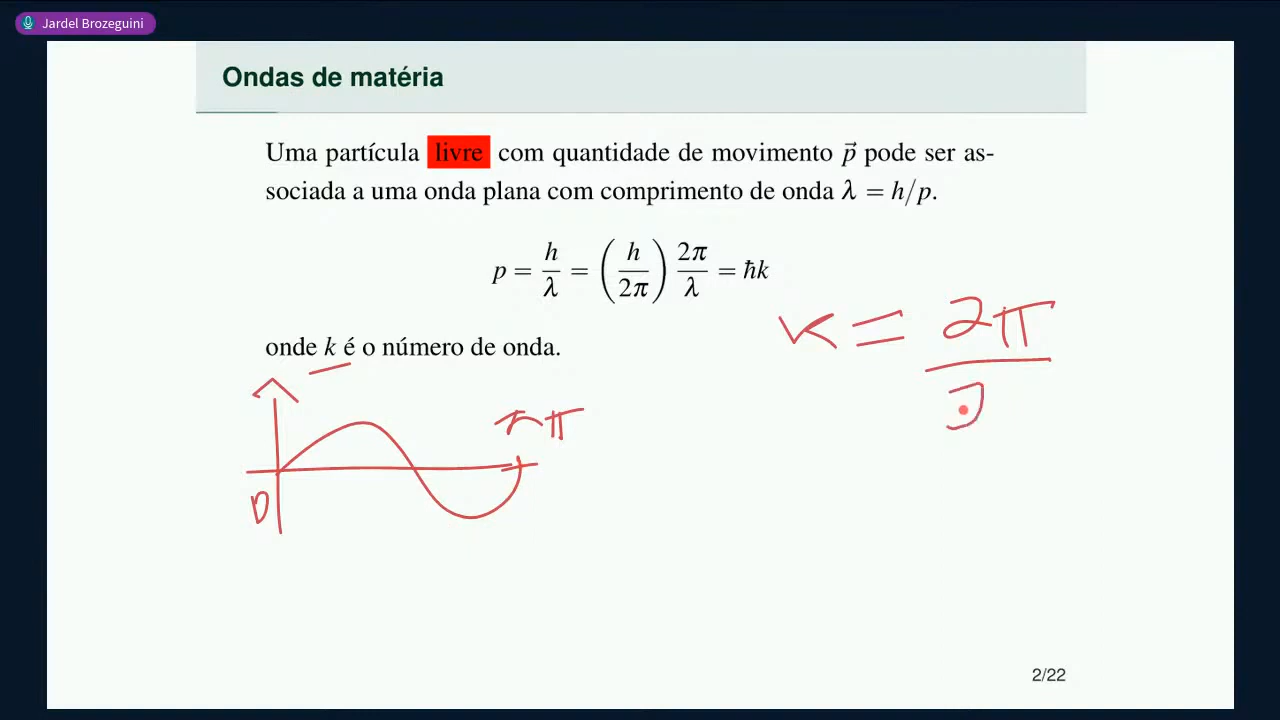 Jardel Brozeguini
Ondas de matéria
Uma partícula livre com quantidade de movimento p⃗ pode ser as-
sociada a uma onda plana com comprimento de onda λ = h/p.
p = h/λ = (h/2π) 2π/λ = ħk
k = 2π
onde k é o número de onda.
π
0
2/22